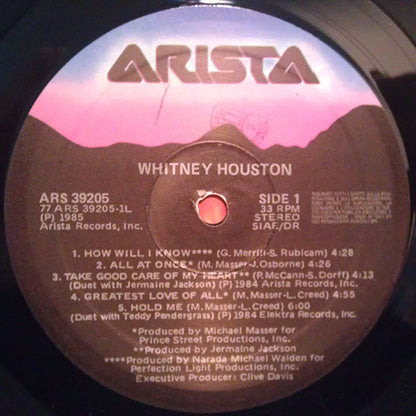 ARISTA
WHITNEY HOUSTON
ARS 39205
77 ARS 39205-1L
(P) 1985
Arista Records, Inc.
SIDE 1
33 RPM
STEREO
SIAE/DR
1. HOW WILL I KNOW**** (G. Merrill-S. Rubicam) 4:28
2. ALL AT ONCE* (M. Masser-J. Osborne) 4:26
3. TAKE GOOD CARE OF MY HEART** (P. McCann-S. Dorff) 4:13
(Duet with Jermaine Jackson) (P) 1984 Arista Records, Inc.
4. GREATEST LOVE OF ALL* (M. Masser-L. Creed) 4:55
5. HOLD ME (M. Masser-L. Creed) 6:00
(Duet with Teddy Pendergrass) (P) 1984 Elektra Records, Inc.
*Produced by Michael Masser for
Prince Street Productions, Inc.
**Produced by Jermaine Jackson
****Produced by Narada Michael Walden for
Perfection Light Productions, Inc.
Executive Producer: Clive Davis